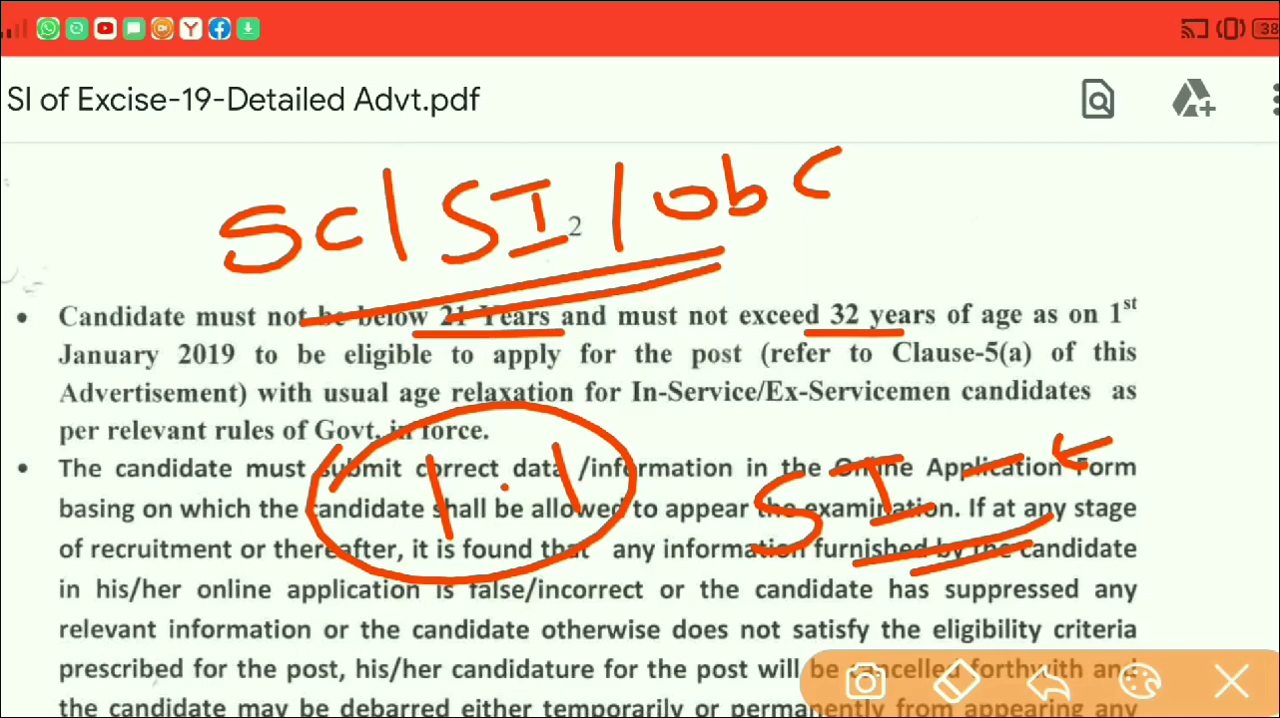 38
SI of Excise-19-Detailed Advt.pdf
SC/SI/obc
2
• Candidate must not be below 21 Years and must not exceed 32 years of age as on 1st
January 2019 to be eligible to apply for the post (refer to Clause-5(a) of this
Advertisement) with usual age relaxation for In-Service/Ex-Servicemen candidates as
per relevant rules of Govt. in force.
• The candidate must submit correct data /information in the Online Application Form
basing on which the candidate shall be allowed to appear the examination. If at any stage
of recruitment or thereafter, it is found that any information furnished by the candidate
in his/her online application is false/incorrect or the candidate has suppressed any
relevant information or the candidate otherwise does not satisfy the eligibility criteria
prescribed for the post, his/her candidature for the post will be cancelled forthwith and
the candidate may be debarred either temporarily or permanently from appearing any
1.1
SI